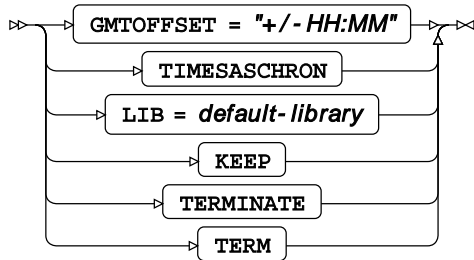 GMTOFFSET = "+/-HH:MM"
TIMESASCHRON
LIB = default-library
KEEP
TERMINATE
TERM